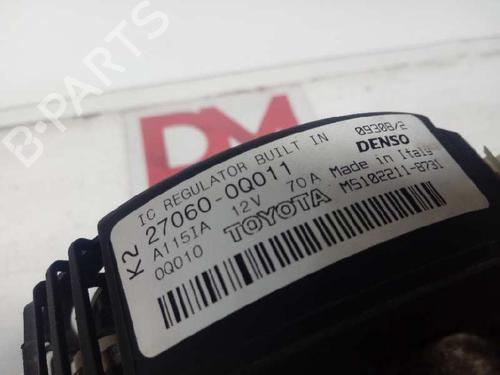 B-Parts
DM
IC REGULATOR BUILT IN 09308/2
K2 27060-0Q011 DENSO
A115IA 12V 70A Made in Italy
0Q010 TOYOTA MS102211-8731